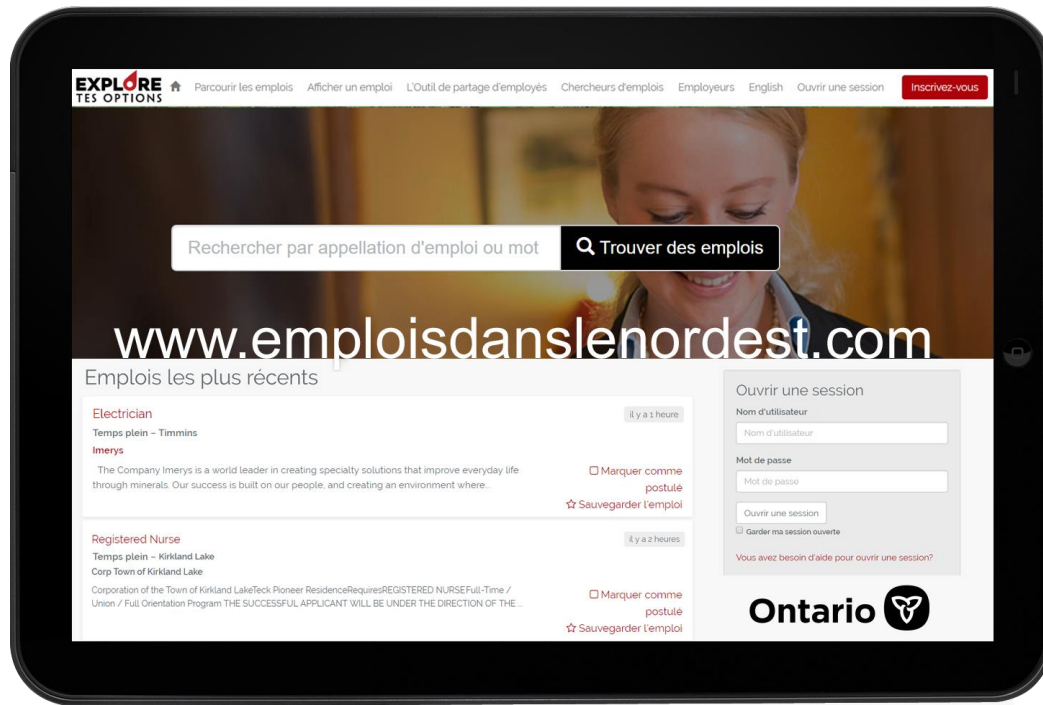 EXPLORE
TES OPTIONS
Parcourir les emplois Afficher un emploi L'Outil de partage d'employés Chercheurs d'emplois Employeurs English Ouvrir une session Inscrivez-vous
Rechercher par appellation d'emploi ou mot Trouver des emplois
www.emploisdanslenordest.com
Emplois les plus récents
Electrician il y a 1 heure
Temps plein – Timmins
Imerys
The Company Imerys is a world leader in creating specialty solutions that improve everyday life
through minerals. Our success is built on our people, and creating an environment where...
Marquer comme
postulé
Sauvegarder l'emploi
Registered Nurse il y a 2 heures
Temps plein – Kirkland Lake
Corp Town of Kirkland Lake
Corporation of the Town of Kirkland LakeTeck Pioneer ResidenceRequiresREGISTERED NURSEFull-Time /
Union / Full Orientation Program THE SUCCESSFUL APPLICANT WILL BE UNDER THE DIRECTION OF THE ...
Marquer comme
postulé
Sauvegarder l'emploi
Ouvrir une session
Nom d'utilisateur
Nom d'utilisateur
Mot de passe
Mot de passe
Ouvrir une session
Garder ma session ouverte
Vous avez besoin d'aide pour ouvrir une session?
Ontario